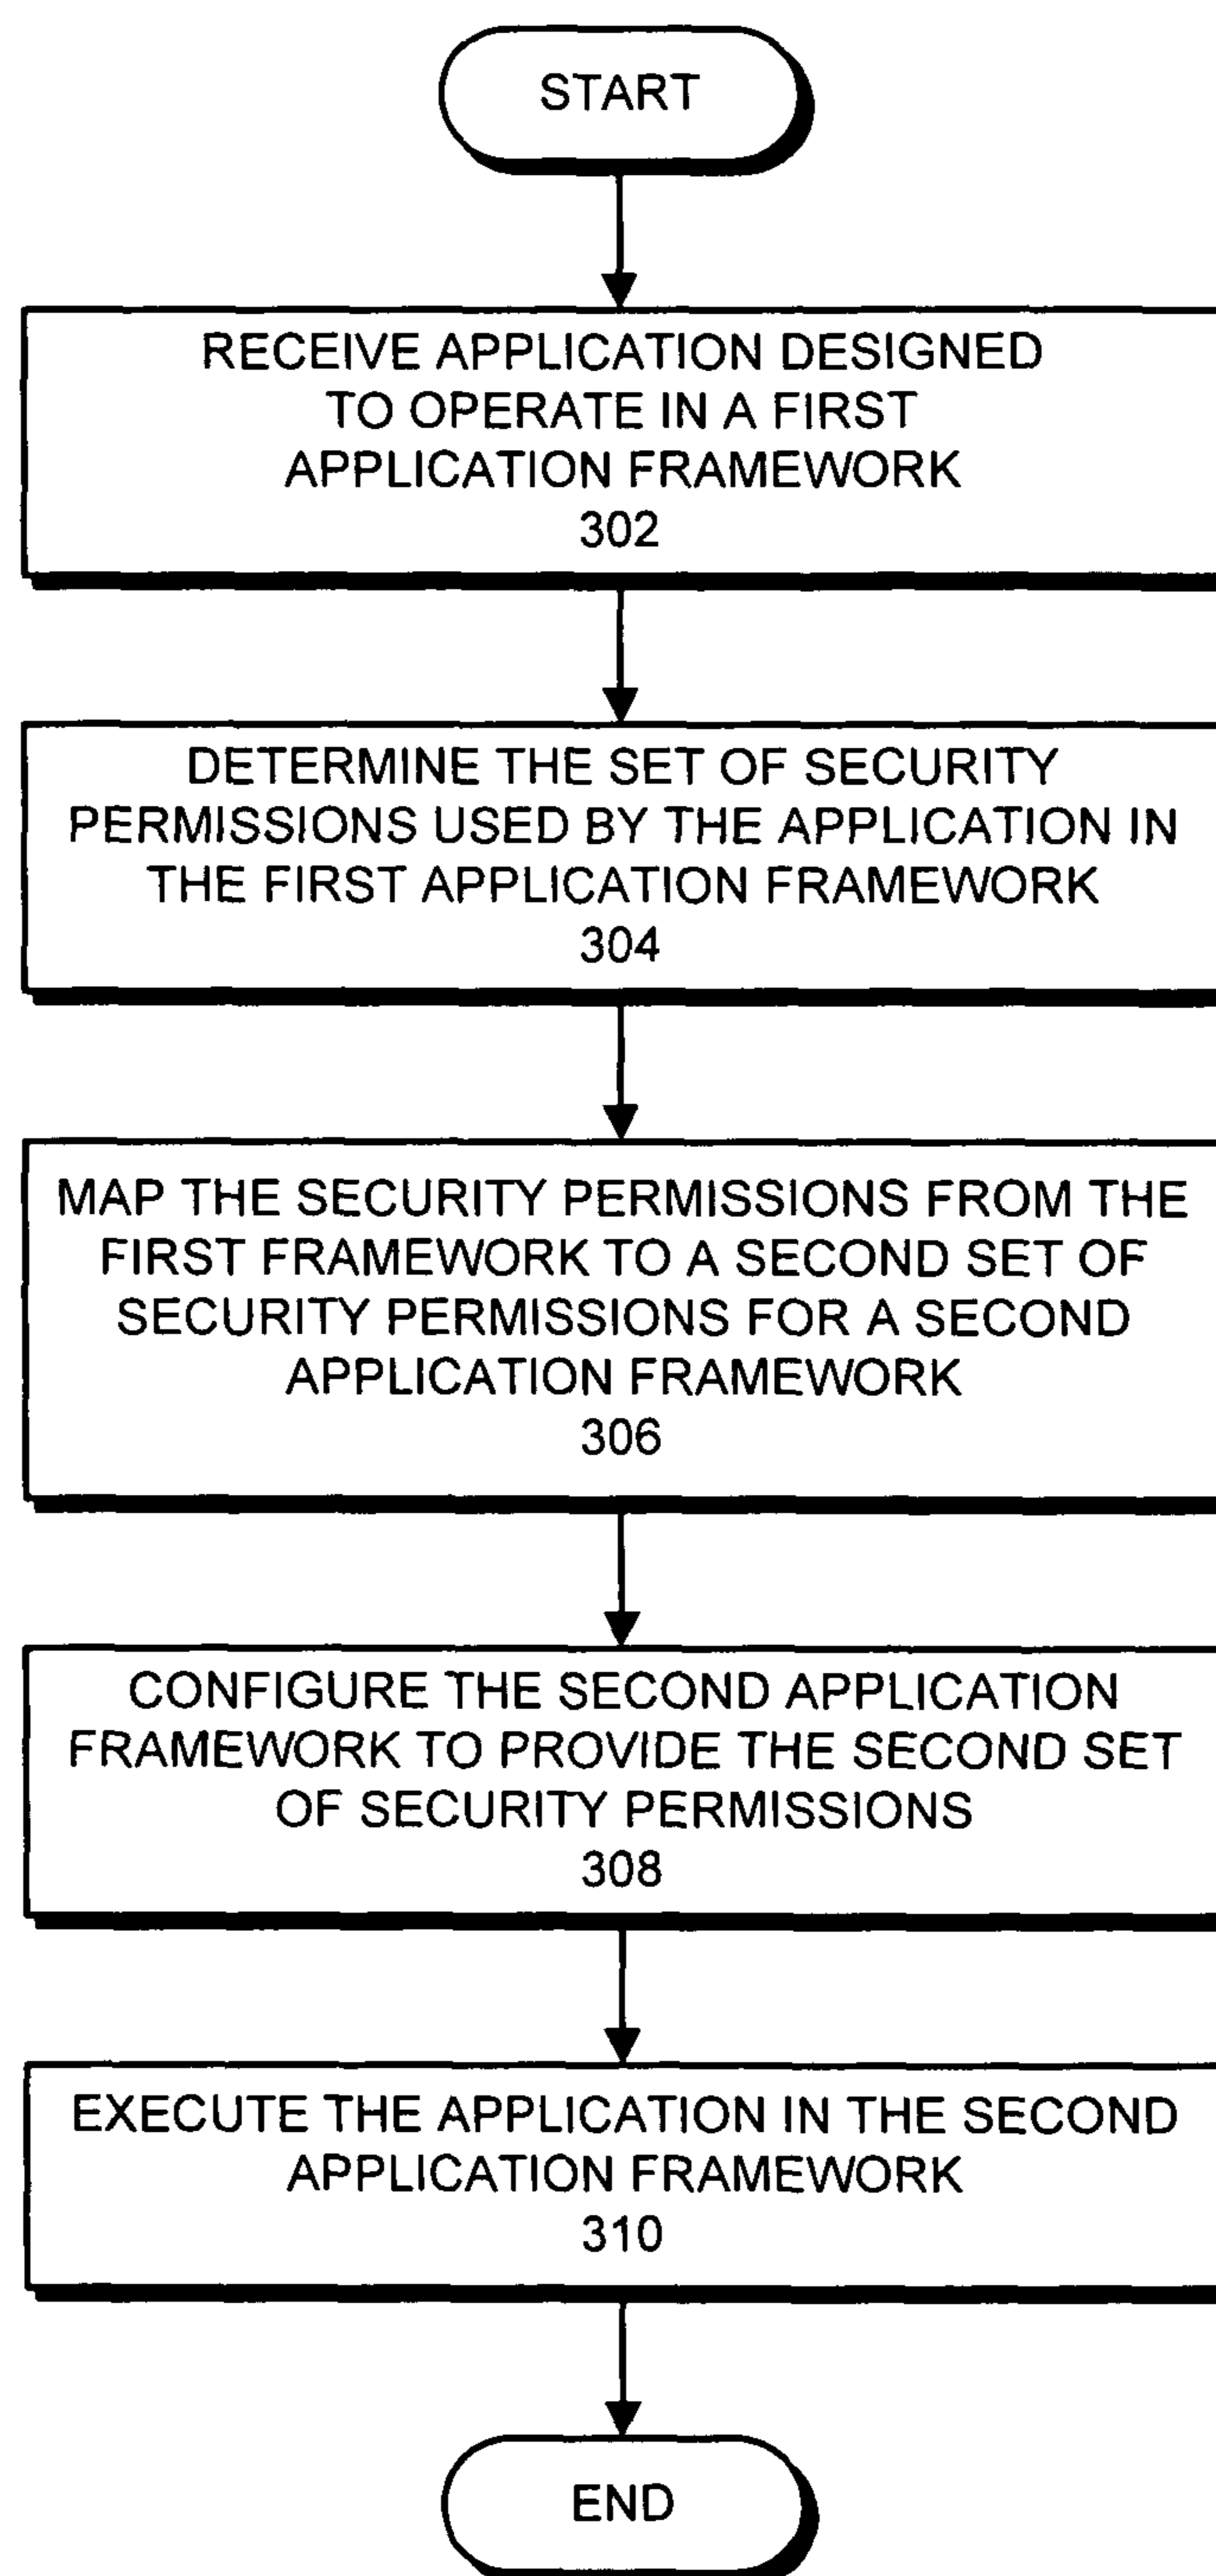 START
RECEIVE APPLICATION DESIGNED
TO OPERATE IN A FIRST
APPLICATION FRAMEWORK
302
DETERMINE THE SET OF SECURITY
PERMISSIONS USED BY THE APPLICATION IN
THE FIRST APPLICATION FRAMEWORK
304
MAP THE SECURITY PERMISSIONS FROM THE
FIRST FRAMEWORK TO A SECOND SET OF
SECURITY PERMISSIONS FOR A SECOND
APPLICATION FRAMEWORK
306
CONFIGURE THE SECOND APPLICATION
FRAMEWORK TO PROVIDE THE SECOND SET
OF SECURITY PERMISSIONS
308
EXECUTE THE APPLICATION IN THE SECOND
APPLICATION FRAMEWORK
310
END